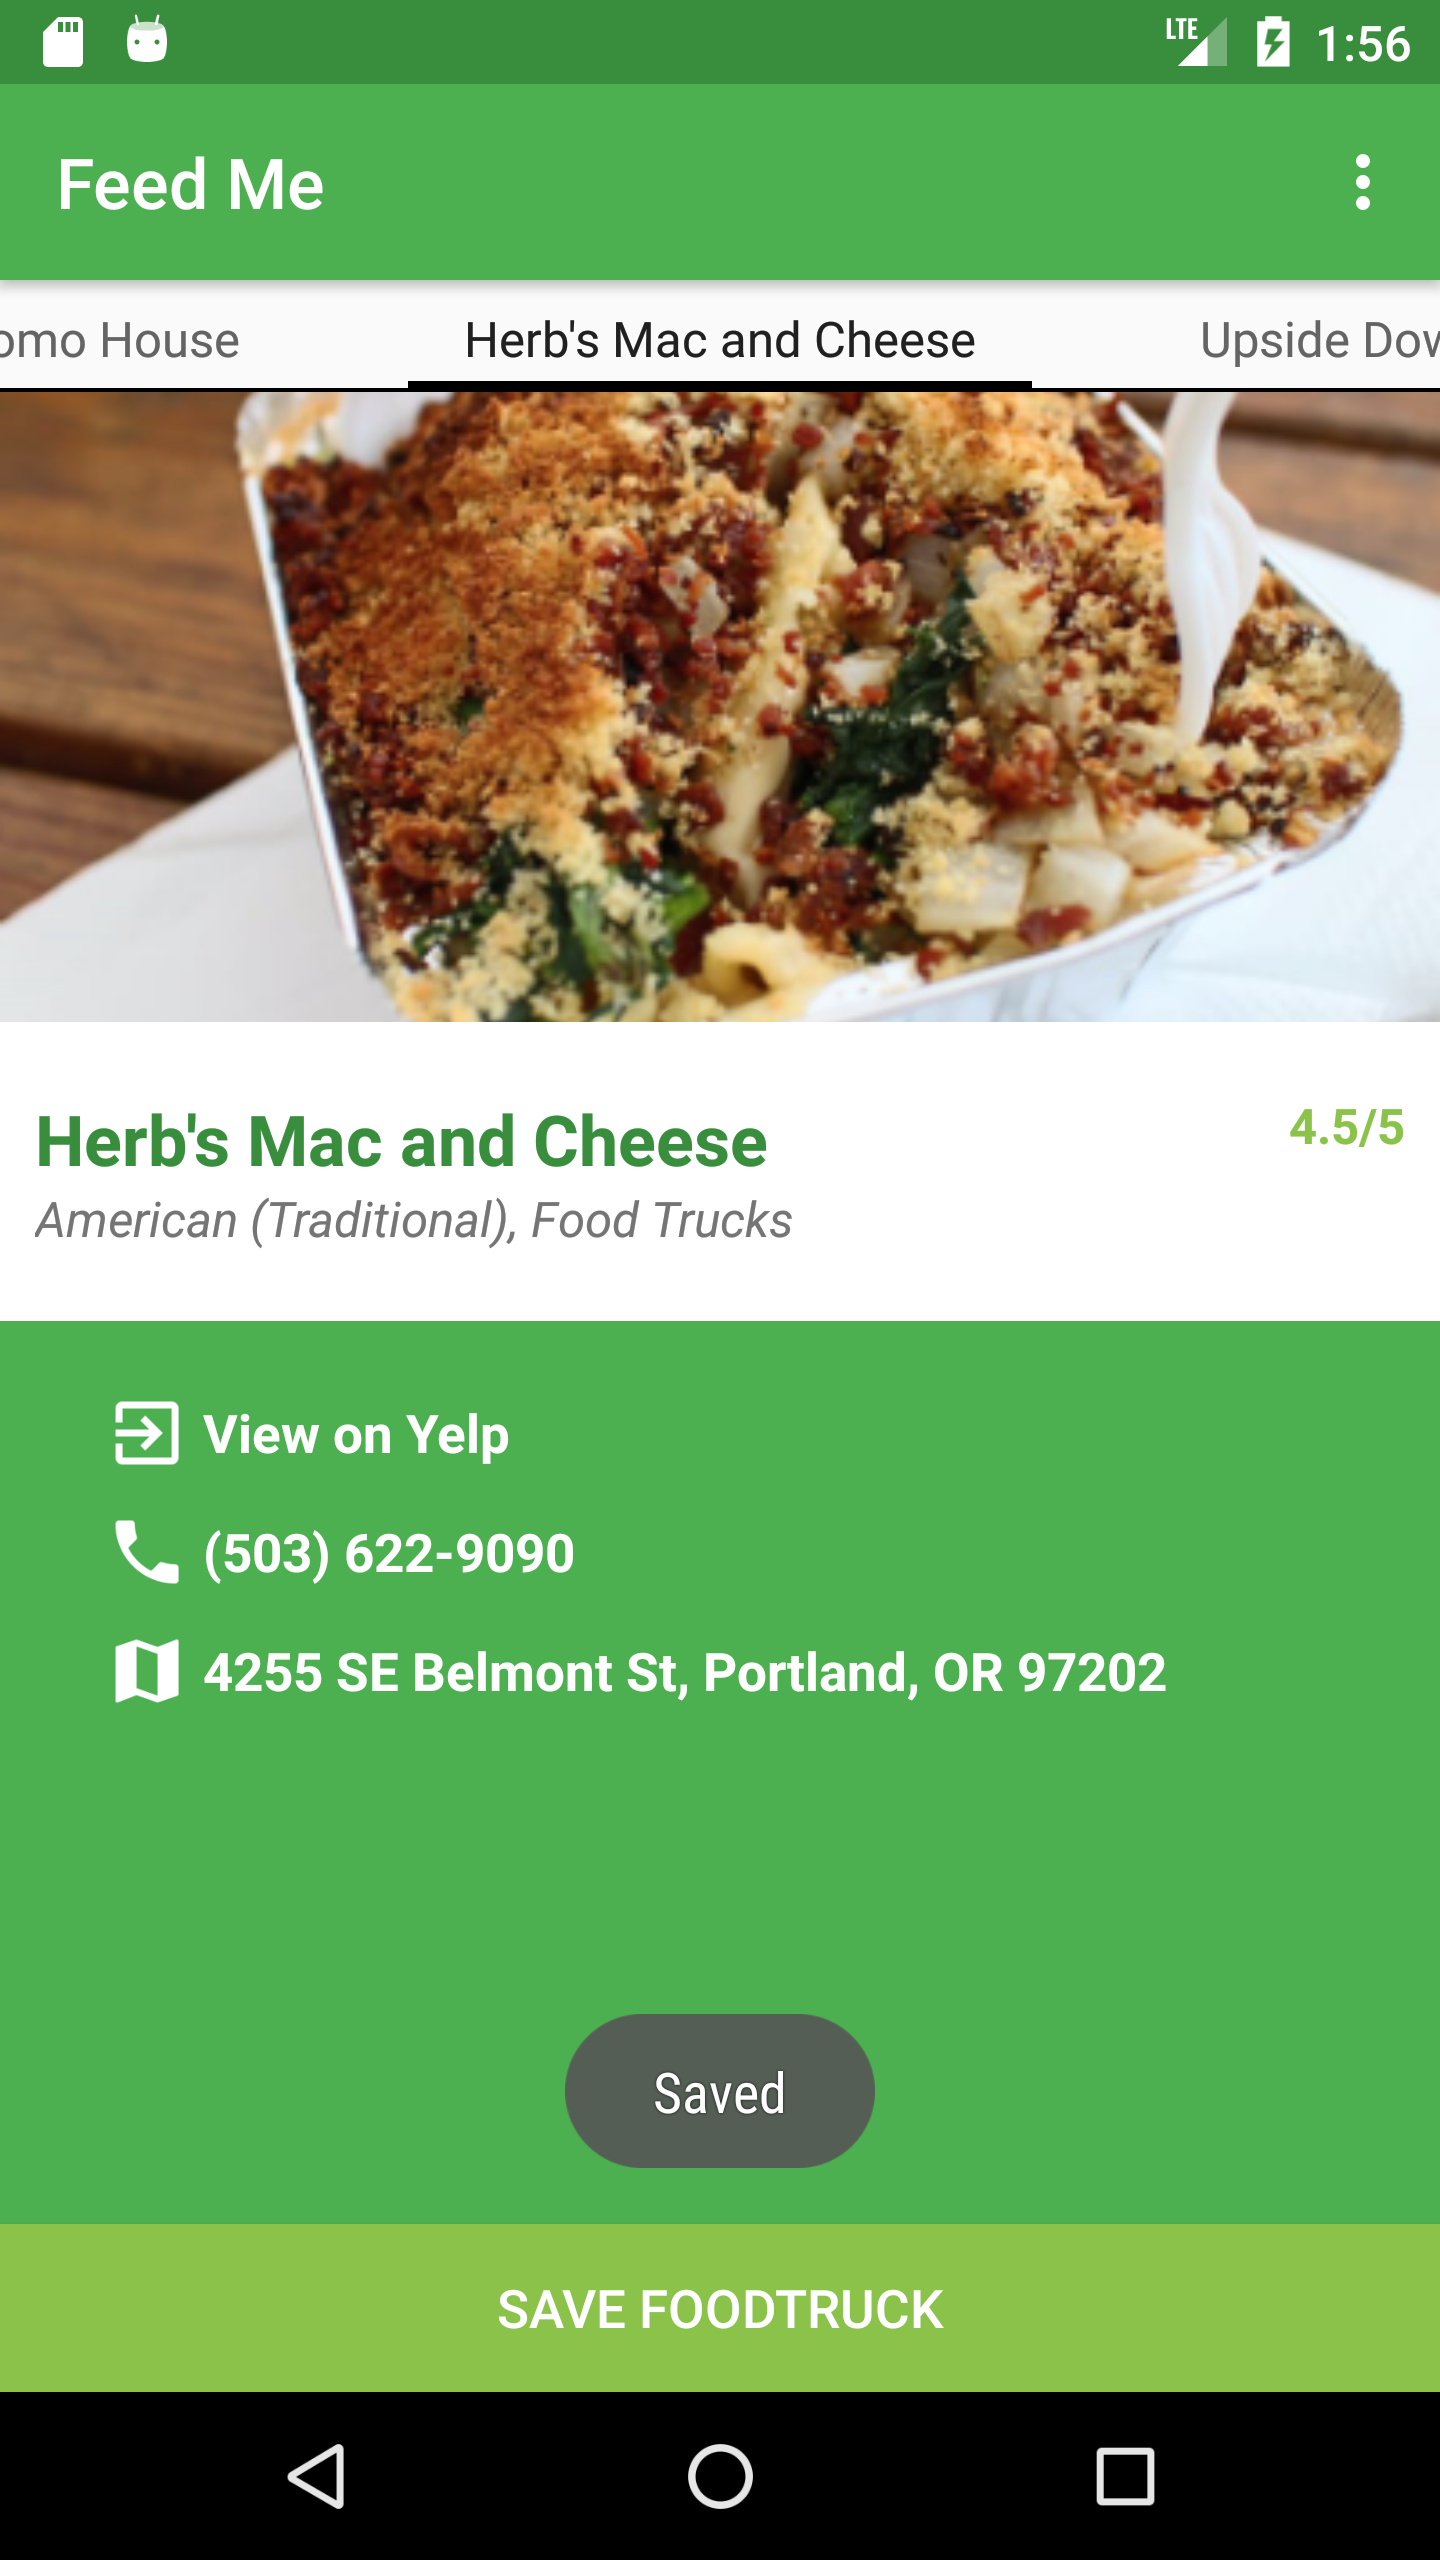 LTE 1:56
Feed Me
omo House Herb's Mac and Cheese Upside Dow
Herb's Mac and Cheese 4.5/5
American (Traditional), Food Trucks
View on Yelp
(503) 622-9090
4255 SE Belmont St, Portland, OR 97202
Saved
SAVE FOODTRUCK